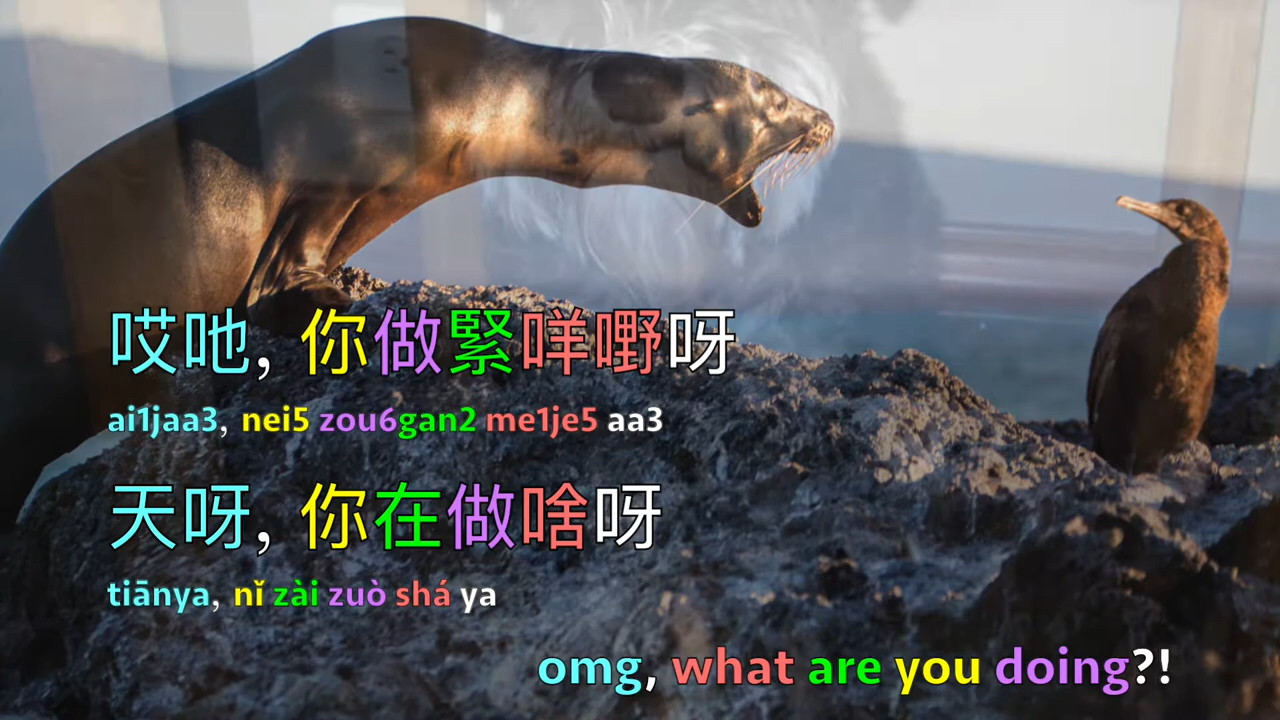 哎吔, 你做緊咩嘢呀
ai1jaa3, nei5 zou6gan2 me1je5 aa3
天呀, 你在做啥呀
tiānya, nǐ zài zuò shá ya
omg, what are you doing?!